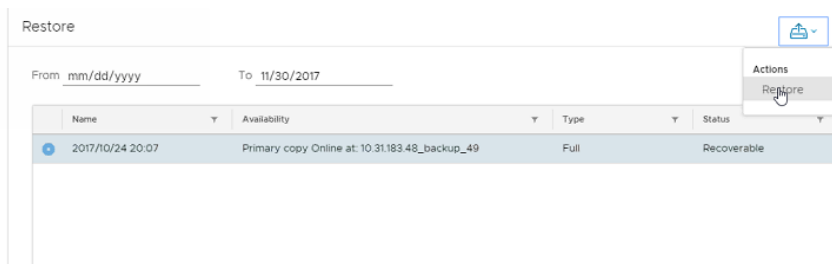 Restore
From mm/dd/yyyy To 11/30/2017
Actions
Restore
Name Availability Type Status
2017/10/24 20:07 Primary copy Online at: 10.31.183.48_backup_49 Full Recoverable